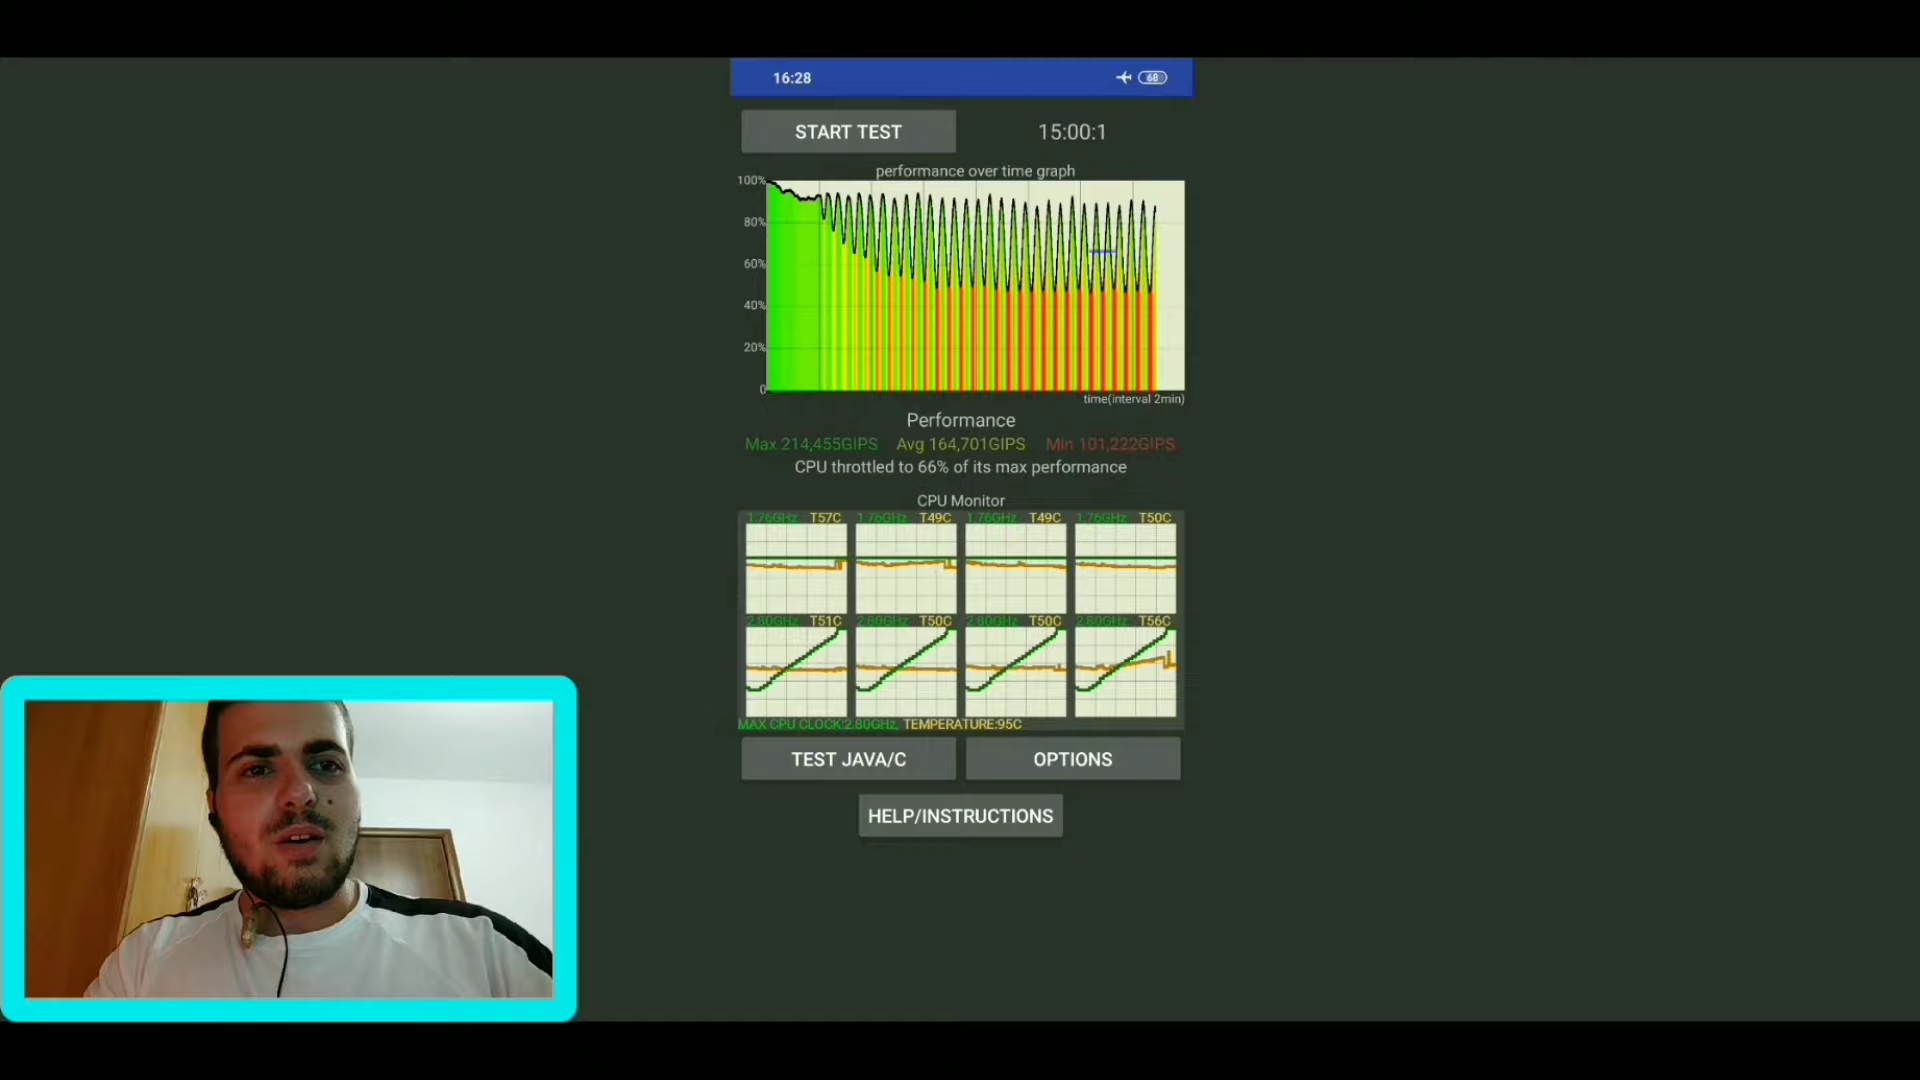 16:28 68
START TEST 15:00:1
performance over time graph
100%
80%
60%
40%
20%
0
time(interval 2min)
Performance
Max 214,455GIPS Avg 164,701GIPS Min 101,222GIPS
CPU throttled to 66% of its max performance
CPU Monitor
1.76GHz T57C 1.76GHz T49C 1.76GHz T49C 1.76GHz T50C
2.80GHz T51C 2.80GHz T50C 2.80GHz T50C 2.80GHz T56C
MAX CPU CLOCK:2.80GHz, TEMPERATURE:95C
TEST JAVA/C OPTIONS
HELP/INSTRUCTIONS